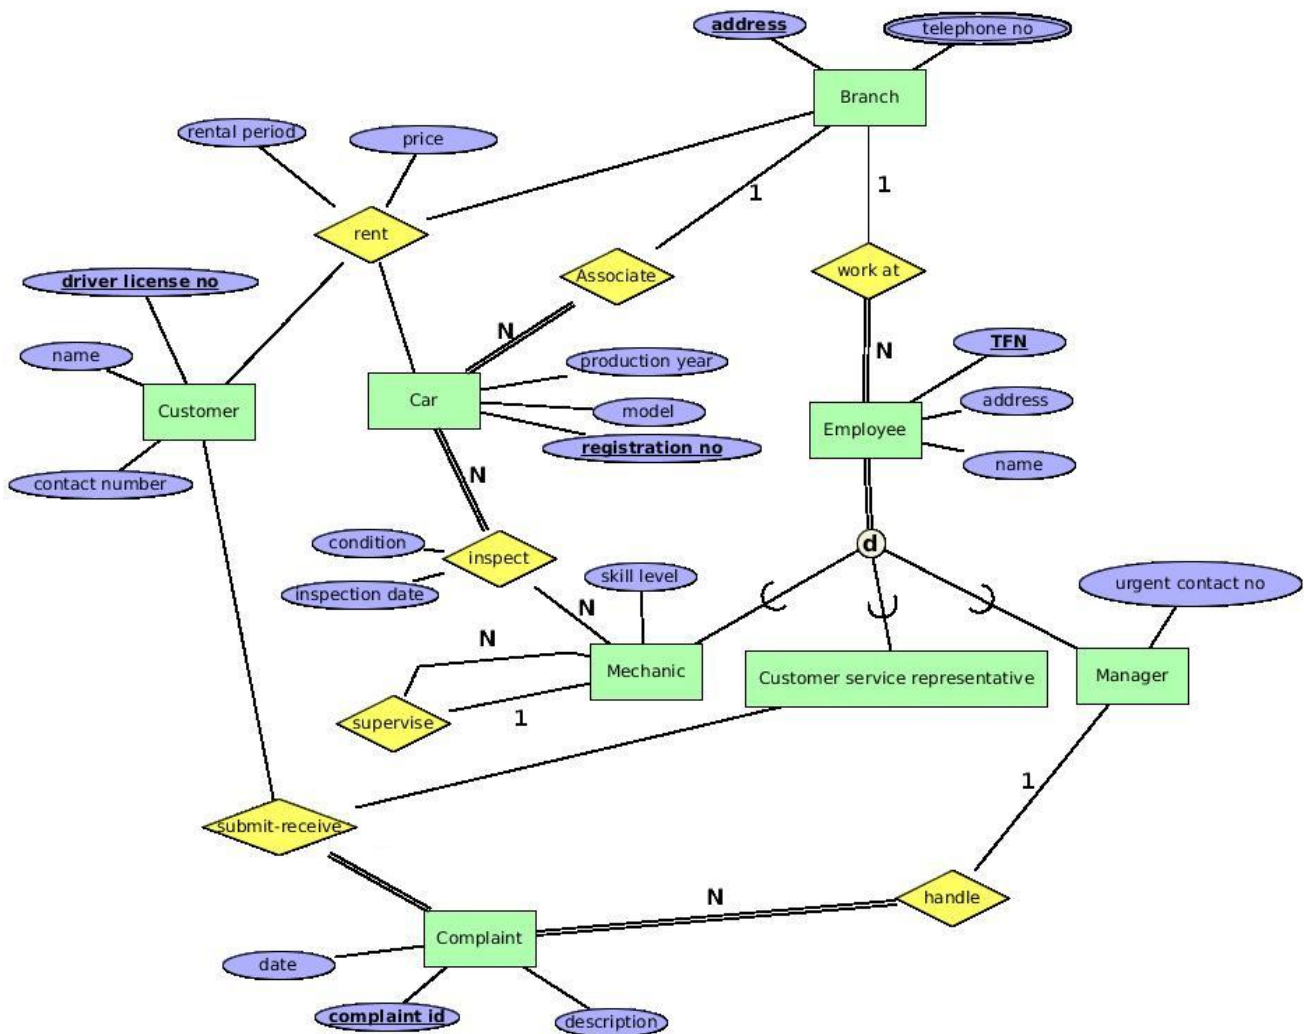 address
telephone no
Branch
rental period
price
1
1
rent
Associate
work at
driver license no
N
N
TFN
name
production year
address
Customer
Car
model
Employee
registration no
name
contact number
N
condition
inspect
d
inspection date
skill level
urgent contact no
N
N
Mechanic
Customer service representative
Manager
supervise
1
1
submit-receive
N
handle
Complaint
date
complaint id
description